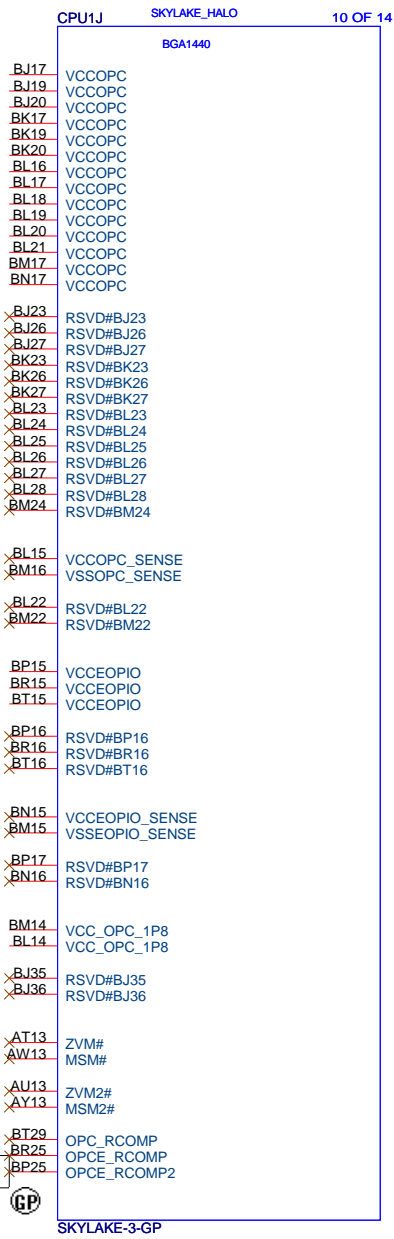 CPU1J SKYLAKE_HALO 10 OF 14
BGA1440
BJ17 VCCOPC
BJ19 VCCOPC
BJ20 VCCOPC
BK17 VCCOPC
BK19 VCCOPC
BK20 VCCOPC
BL16 VCCOPC
BL17 VCCOPC
BL18 VCCOPC
BL19 VCCOPC
BL20 VCCOPC
BL21 VCCOPC
BM17 VCCOPC
BN17 VCCOPC
BJ23 RSVD#BJ23
BJ26 RSVD#BJ26
BJ27 RSVD#BJ27
BK23 RSVD#BK23
BK26 RSVD#BK26
BK27 RSVD#BK27
BL23 RSVD#BL23
BL24 RSVD#BL24
BL25 RSVD#BL25
BL26 RSVD#BL26
BL27 RSVD#BL27
BL28 RSVD#BL28
BM24 RSVD#BM24
BL15 VCCOPC_SENSE
BM16 VSSOPC_SENSE
BL22 RSVD#BL22
BM22 RSVD#BM22
BP15 VCCEOPIO
BR15 VCCEOPIO
BT15 VCCEOPIO
BP16 RSVD#BP16
BR16 RSVD#BR16
BT16 RSVD#BT16
BN15 VCCEOPIO_SENSE
BM15 VSSEOPIO_SENSE
BP17 RSVD#BP17
BN16 RSVD#BN16
BM14 VCC_OPC_1P8
BL14 VCC_OPC_1P8
BJ35 RSVD#BJ35
BJ36 RSVD#BJ36
AT13 ZVM#
AW13 MSM#
AU13 ZVM2#
AY13 MSM2#
BT29 OPC_RCOMP
BR25 OPCE_RCOMP
BP25 OPCE_RCOMP2
GP
SKYLAKE-3-GP